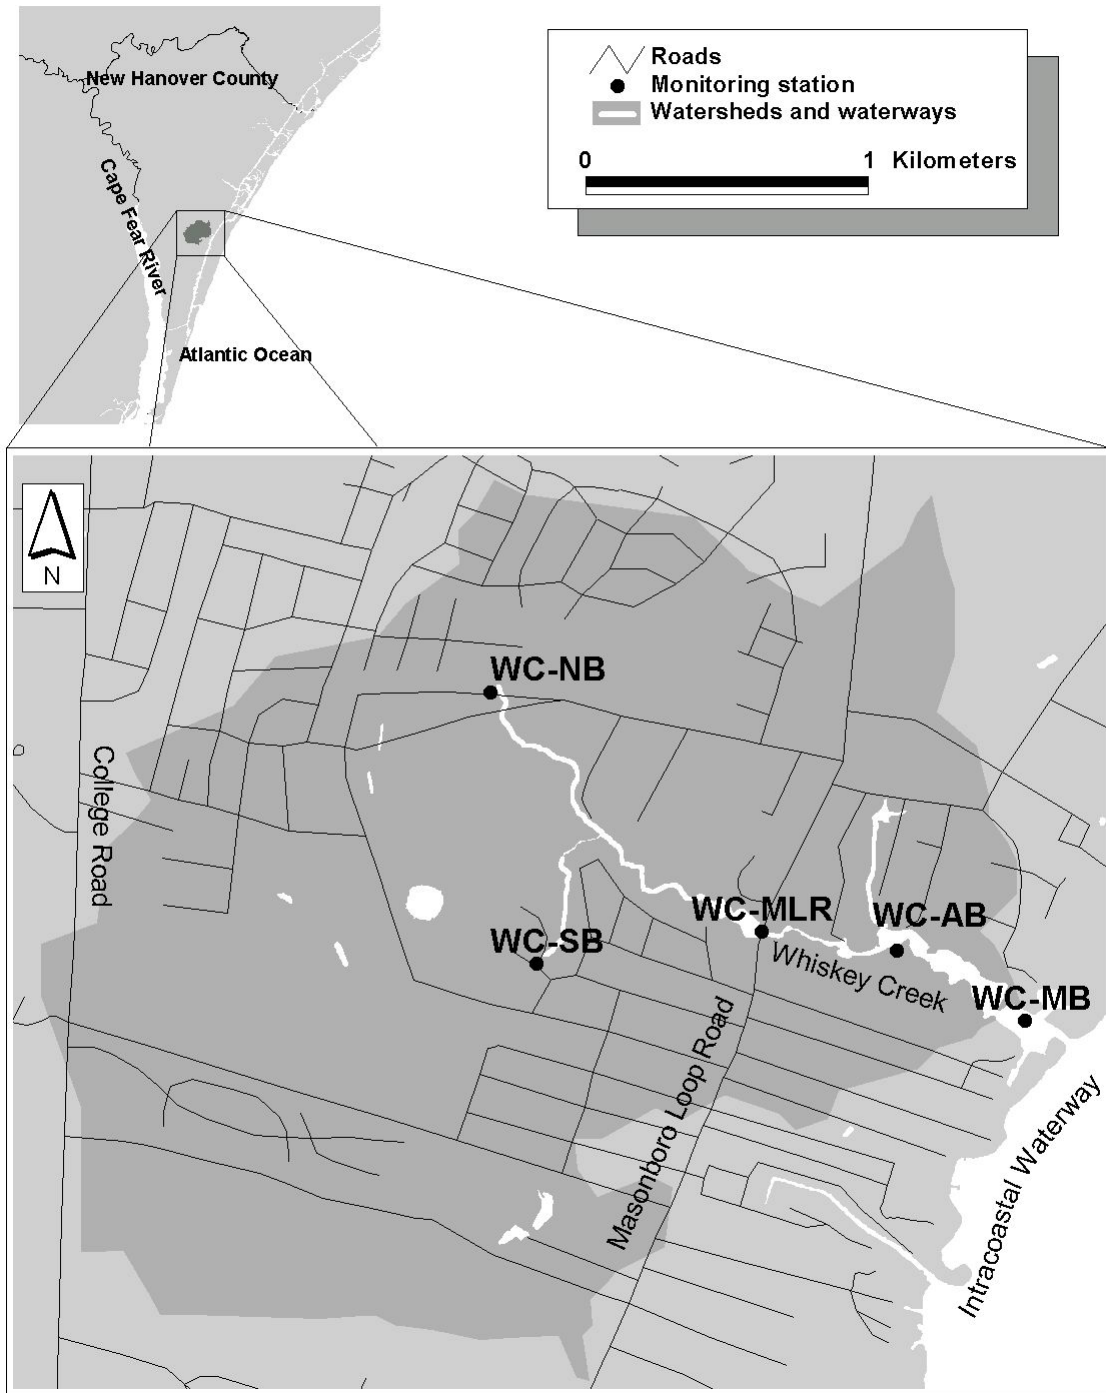 New Hanover County
Cape Fear River
Atlantic Ocean
Roads
Monitoring station
Watersheds and waterways
0 1 Kilometers
N
WC-NB
College Road
WC-SB
WC-MLR
WC-AB
Whiskey Creek
WC-MB
Masonboro Loop Road
Intracoastal Waterway